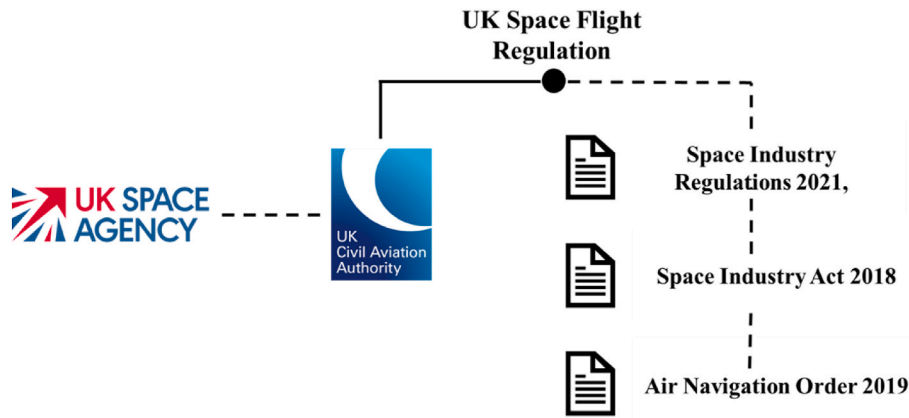 UK Space Flight
Regulation
UK SPACE
AGENCY
UK
Civil Aviation
Authority
Space Industry
Regulations 2021,
Space Industry Act 2018
Air Navigation Order 2019